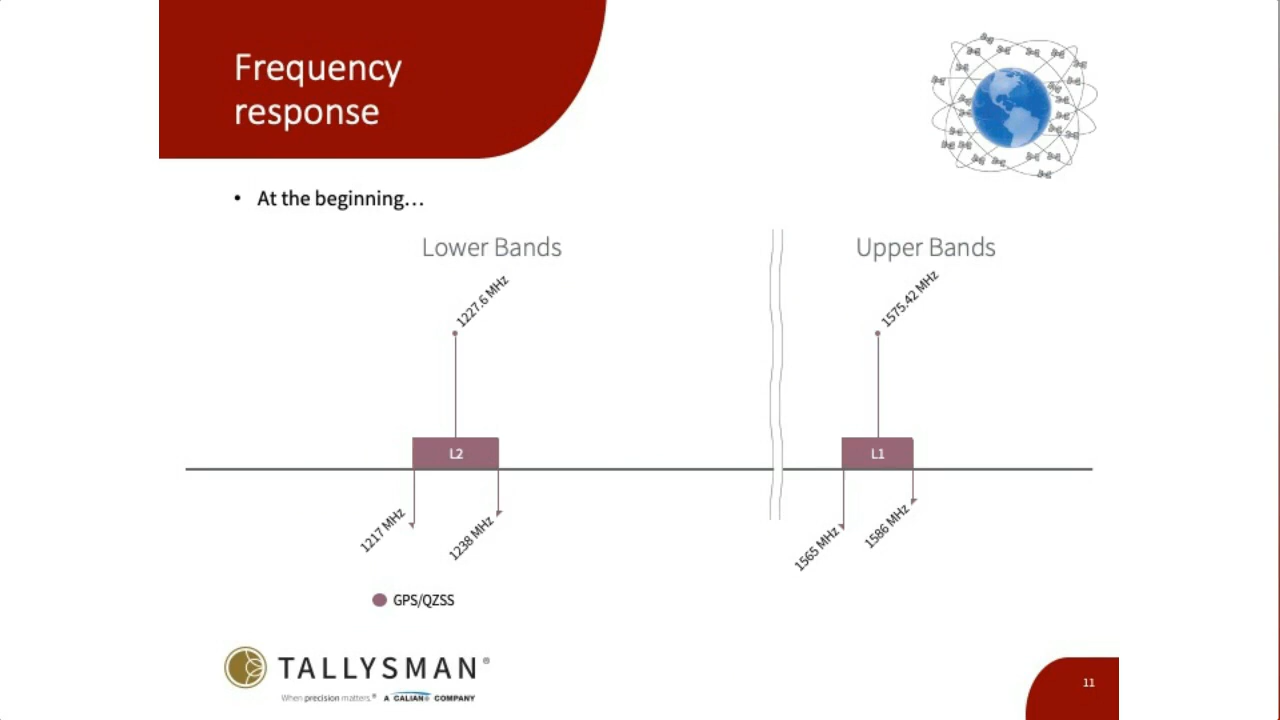 Frequency
response
• At the beginning...
Lower Bands
Upper Bands
1227.6 MHz
1575.42 MHz
L2
L1
1217 MHz
1238 MHz
1565 MHz
1586 MHz
GPS/QZSS
TALLYSMAN®
When precision matters.® A CALIAN® COMPANY
11